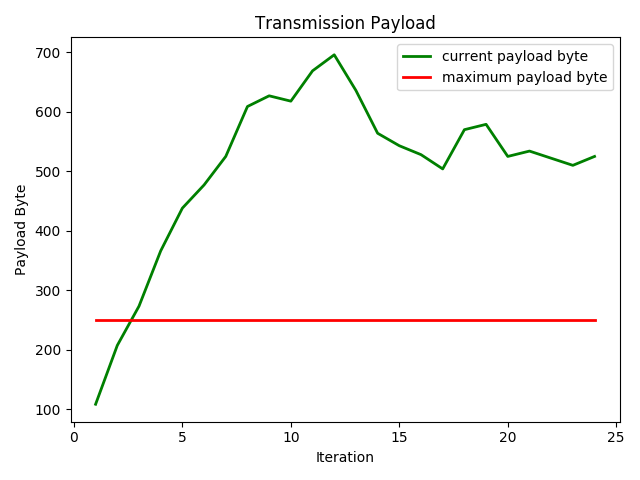 Transmission Payload
current payload byte
maximum payload byte
700
600
500
400
300
200
100
Payload Byte
0
5
10
15
20
25
Iteration